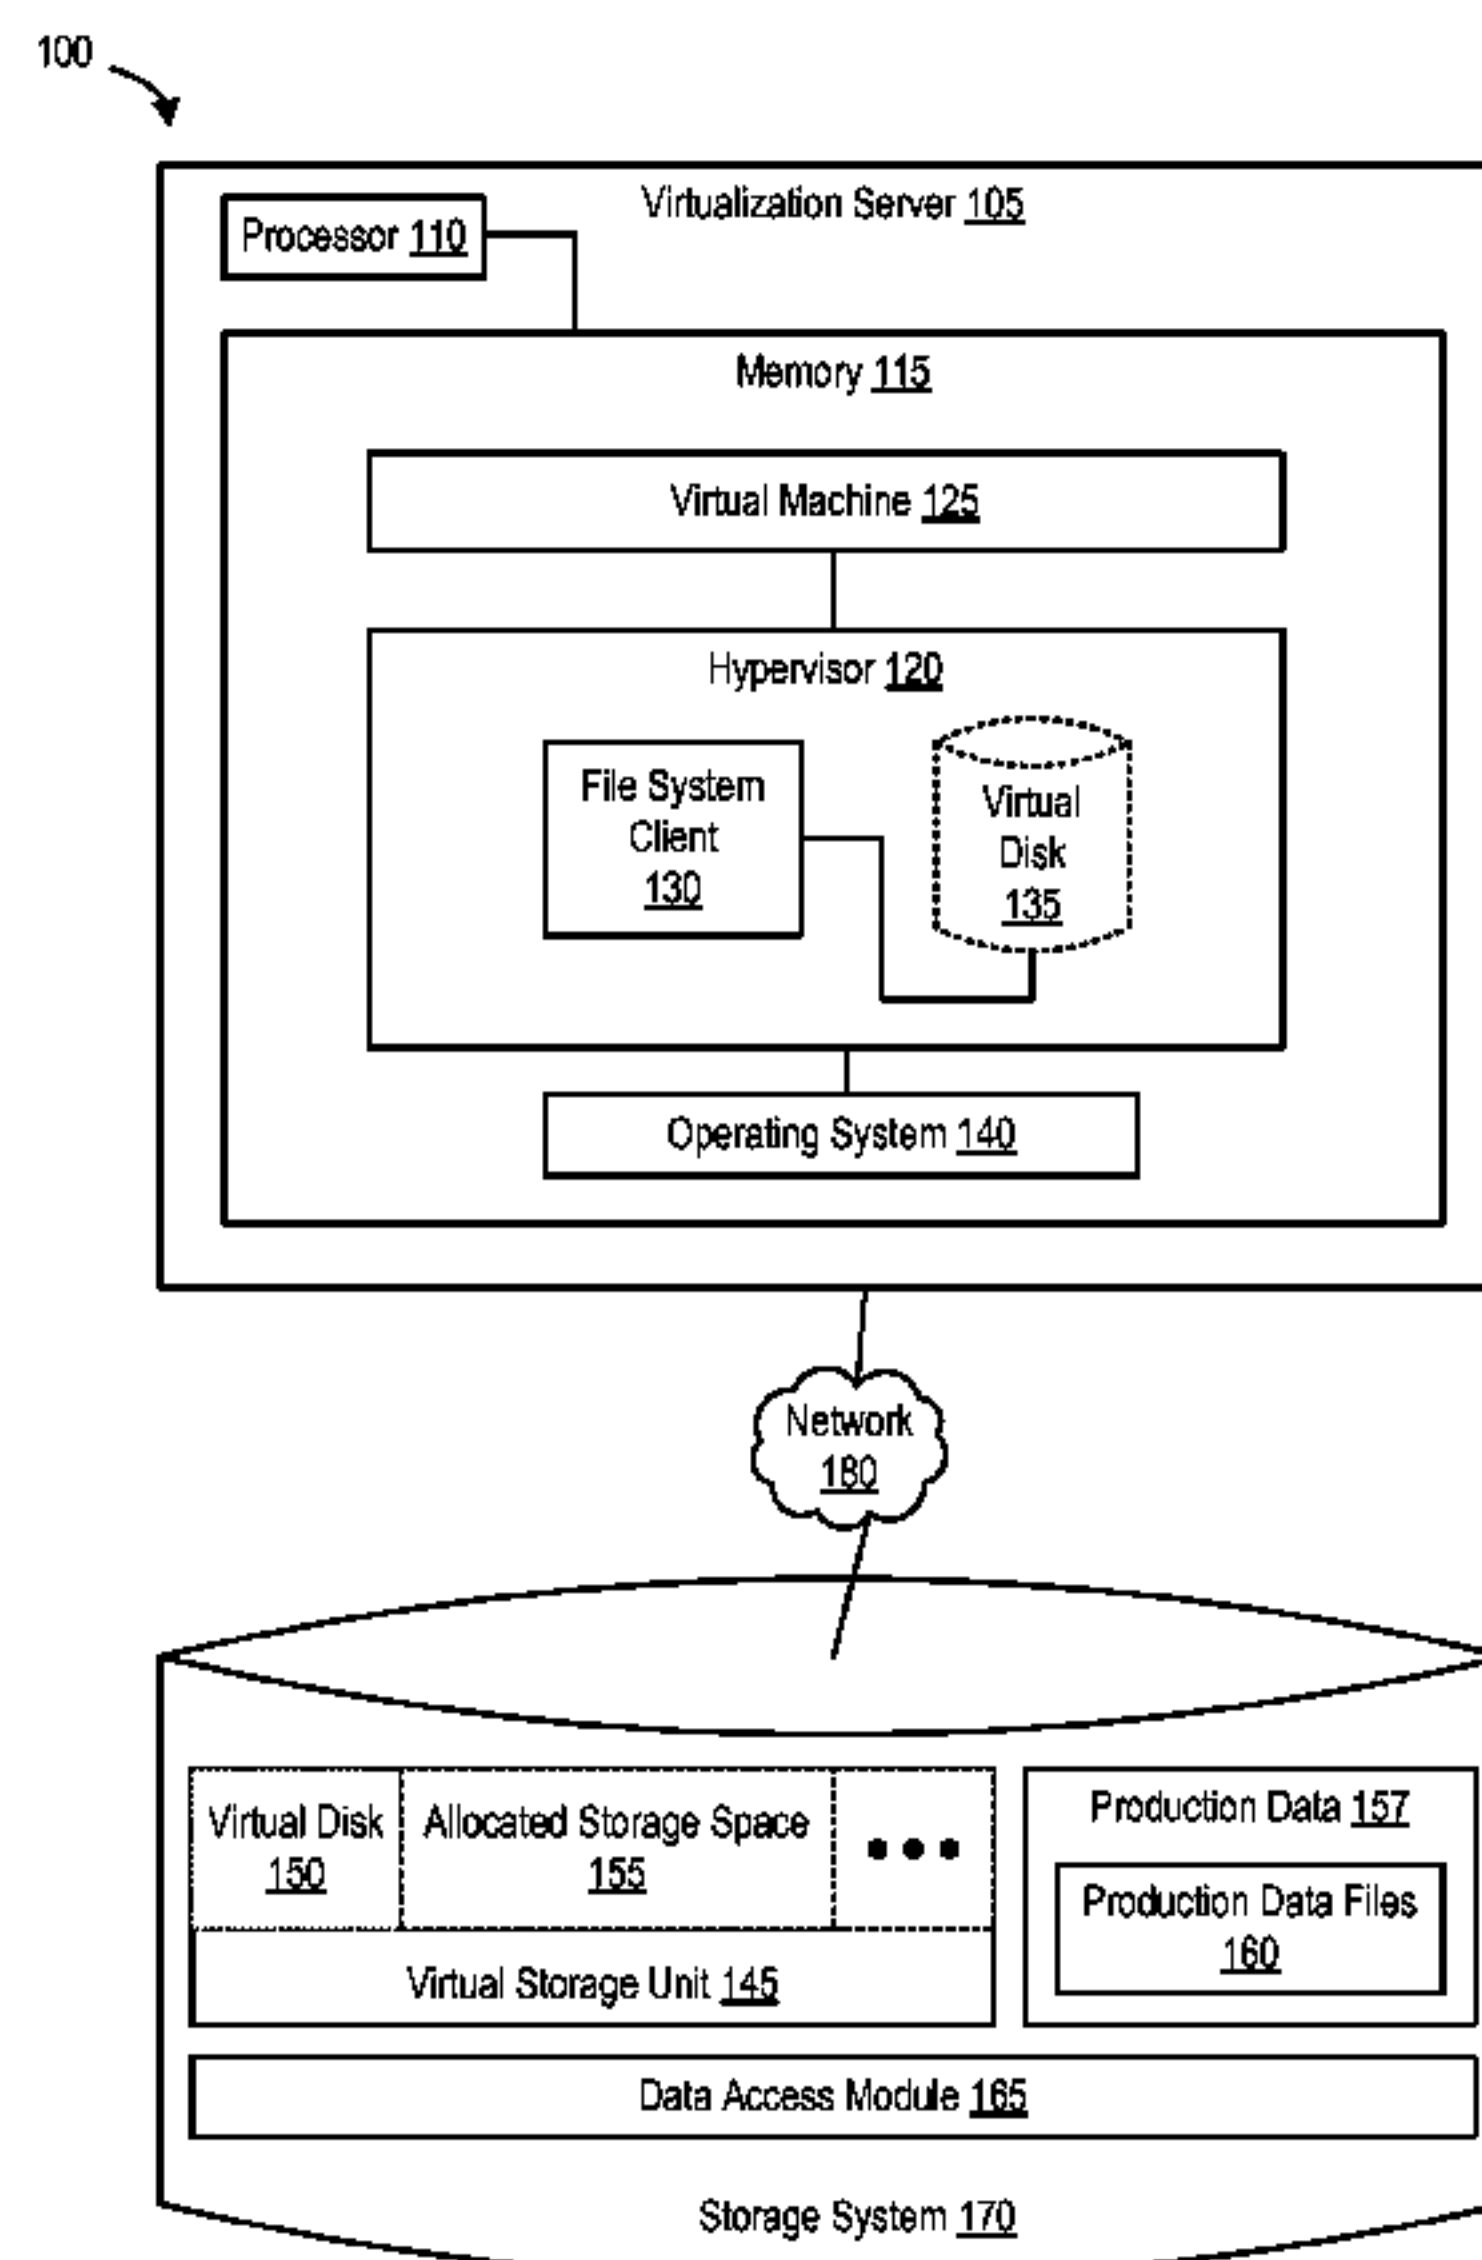 100
Virtualization Server 105
Processor 110
Memory 115
Virtual Machine 125
Hypervisor 120
File System
Client
130
Virtual
Disk
135
Operating System 140
Network
180
Virtual Disk
150
Allocated Storage Space
155
Production Data 157
Production Data Files
160
Virtual Storage Unit 145
Data Access Module 165
Storage System 170